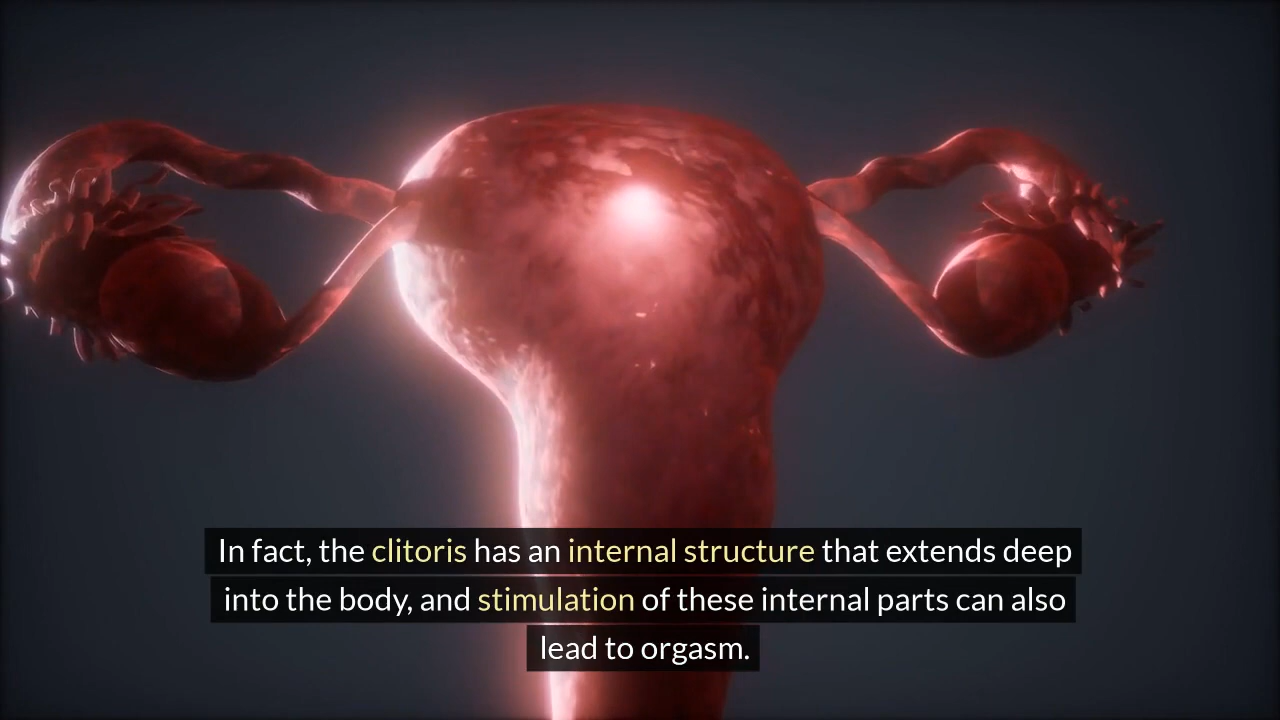 In fact, the clitoris has an internal structure that extends deep
into the body, and stimulation of these internal parts can also
lead to orgasm.